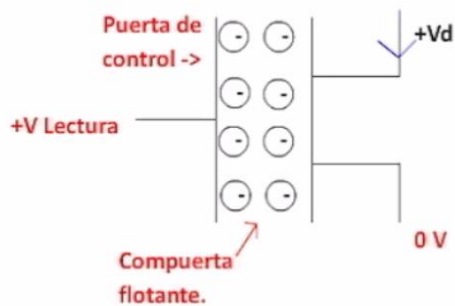 Puerta de
control ->
+Vd
+V Lectura
0 V
Compuerta
flotante.